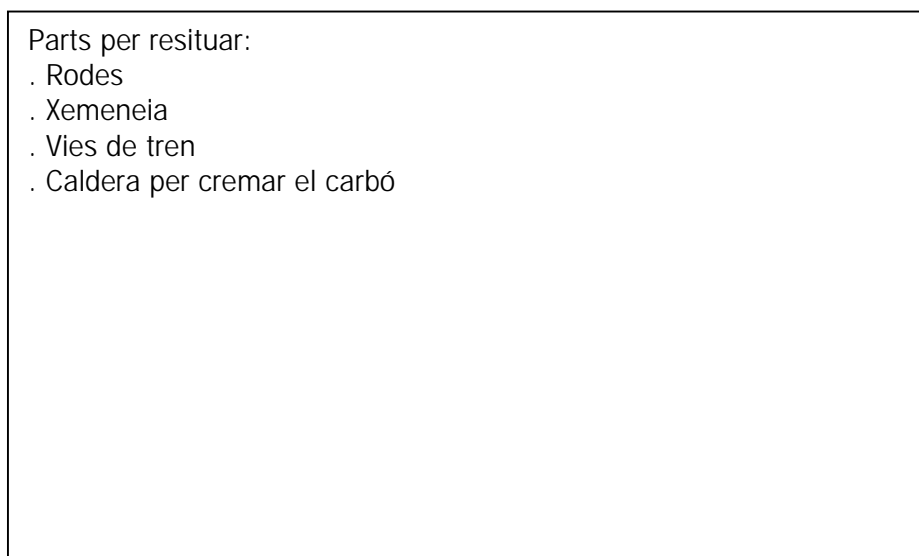 Parts per resituar:
. Rodes
. Xemeneia
. Vies de tren
. Caldera per cremar el carbó